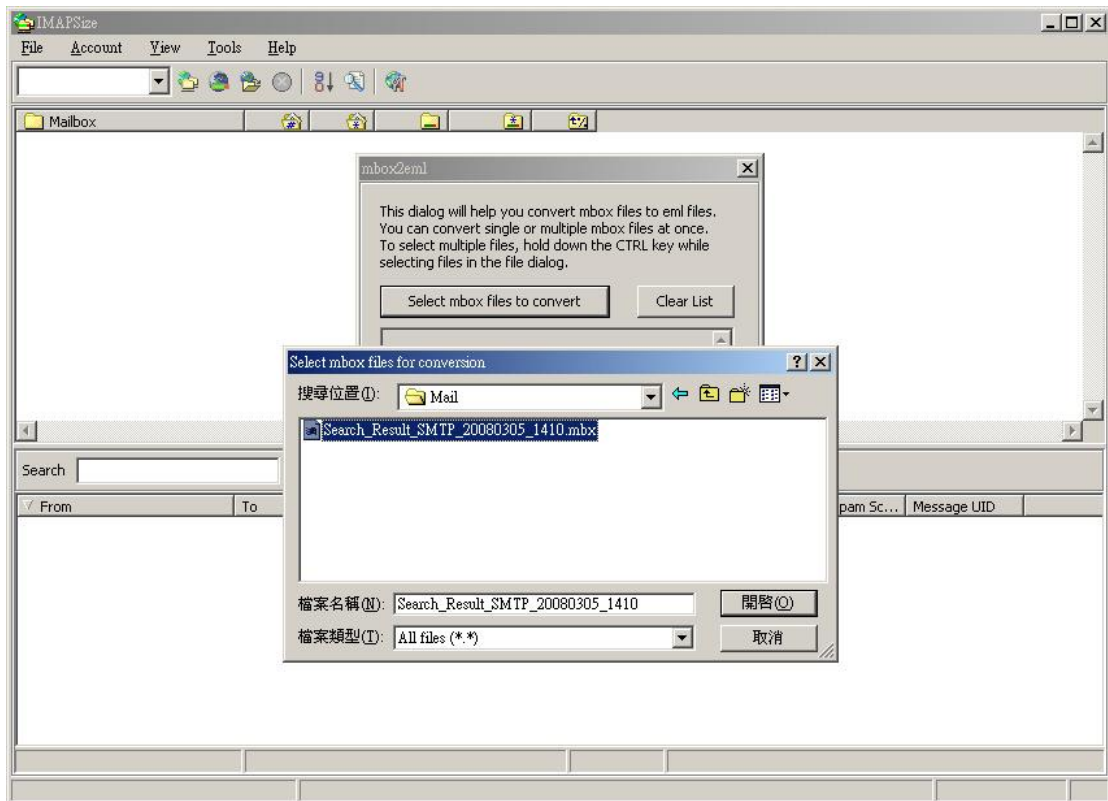 IMAPSize
File Account View Tools Help
Mailbox
mbox2eml
This dialog will help you convert mbox files to eml files.
You can convert single or multiple mbox files at once.
To select multiple files, hold down the CTRL key while
selecting files in the file dialog.
Select mbox files to convert Clear List
Select mbox files for conversion
搜尋位置(I): Mail
Search_Result_SMTP_20080305_1410.mbx
檔案名稱(N): Search_Result_SMTP_20080305_1410 開啓(O)
檔案類型(T): All files (*.*) 取消
Search
From To pam Sc... Message UID